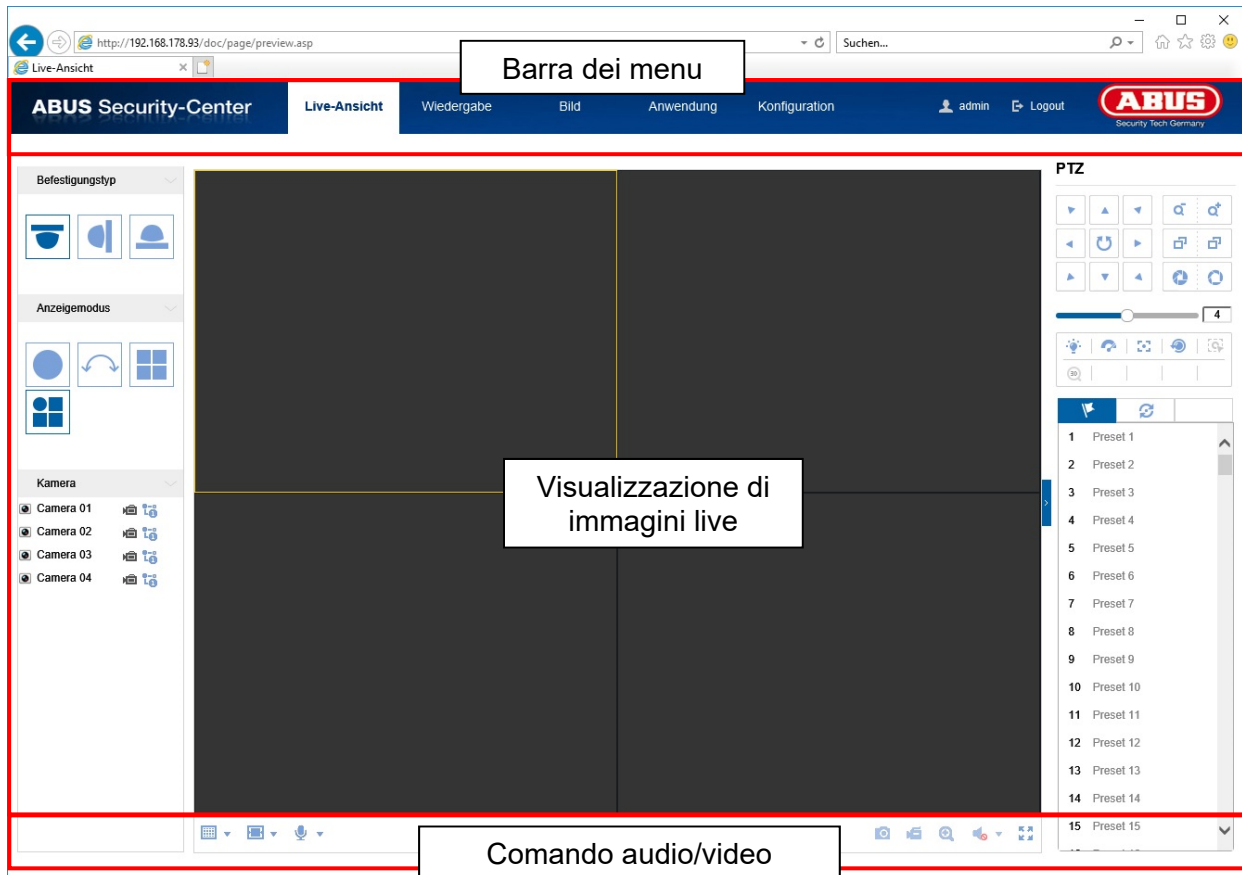 http://192.168.178.93/doc/page/preview.asp
Suchen...
Live-Ansicht
Barra dei menu
ABUS Security-Center
Live-Ansicht
Wiedergabe
Bild
Anwendung
Konfiguration
admin
Logout
ABUS
Security Tech Germany
Befestigungstyp
Anzeigemodus
Kamera
Camera 01
Camera 02
Camera 03
Camera 04
Visualizzazione di
immagini live
PTZ
4
3D
1 Preset 1
2 Preset 2
3 Preset 3
4 Preset 4
5 Preset 5
6 Preset 6
7 Preset 7
8 Preset 8
9 Preset 9
10 Preset 10
11 Preset 11
12 Preset 12
13 Preset 13
14 Preset 14
15 Preset 15
Comando audio/video